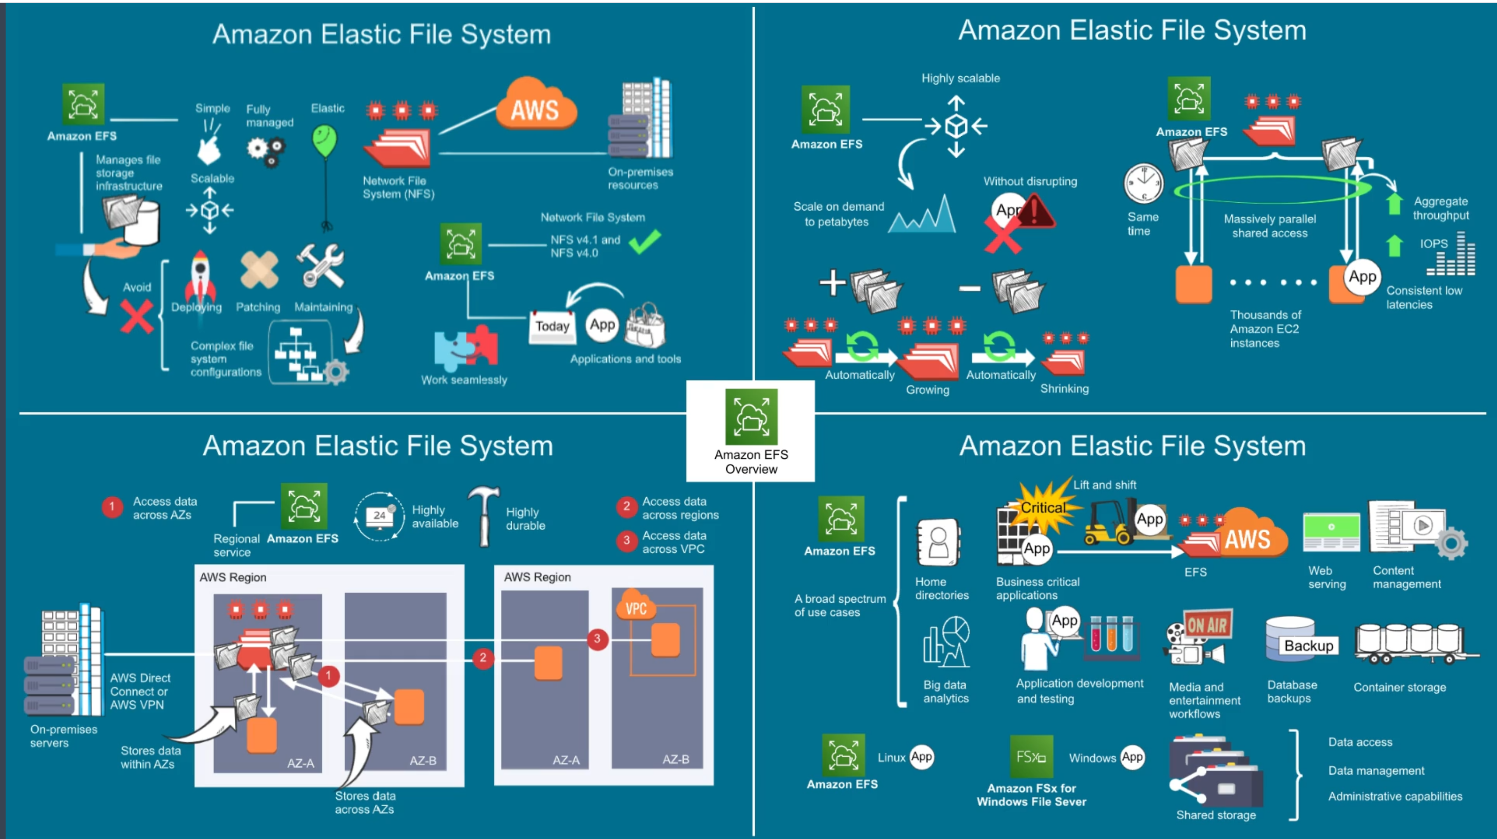 Amazon Elastic File System
Amazon EFS
Simple
Fully
managed
Elastic
AWS
Manages file
storage
infrastructure
Scalable
Network File
System (NFS)
On-premises
resources
Avoid
Deploying
Patching
Maintaining
Complex file
system
configurations
Amazon EFS
Network File System
NFS v4.1 and
NFS v4.0
Today
App
Applications and tools
Work seamlessly
Amazon Elastic File System
Amazon EFS
Highly scalable
Scale on demand
to petabytes
Without disrupting
App
Automatically
Growing
Automatically
Shrinking
Amazon EFS
Same
time
Massively parallel
shared access
Aggregate
throughput
IOPS
App
Consistent low
latencies
Thousands of
Amazon EC2
instances
Amazon EFS
Overview
Amazon Elastic File System
1
Access data
across AZs
Regional
service
Amazon EFS
24
Highly
available
Highly
durable
2
Access data
across regions
3
Access data
across VPC
AWS Region
AWS Region
VPC
3
2
1
AWS Direct
Connect or
AWS VPN
On-premises
servers
Stores data
within AZs
AZ-A
AZ-B
AZ-A
AZ-B
Stores data
across AZs
Amazon Elastic File System
Amazon EFS
A broad spectrum
of use cases
Home
directories
Critical
App
Business critical
applications
Lift and shift
App
AWS
EFS
Web
serving
Content
management
Big data
analytics
App
Application development
and testing
ON AIR
Media and
entertainment
workflows
Backup
Database
backups
Container storage
Amazon EFS
Linux
App
FSx
Amazon FSx for
Windows File Sever
Windows
App
Shared storage
Data access
Data management
Administrative capabilities